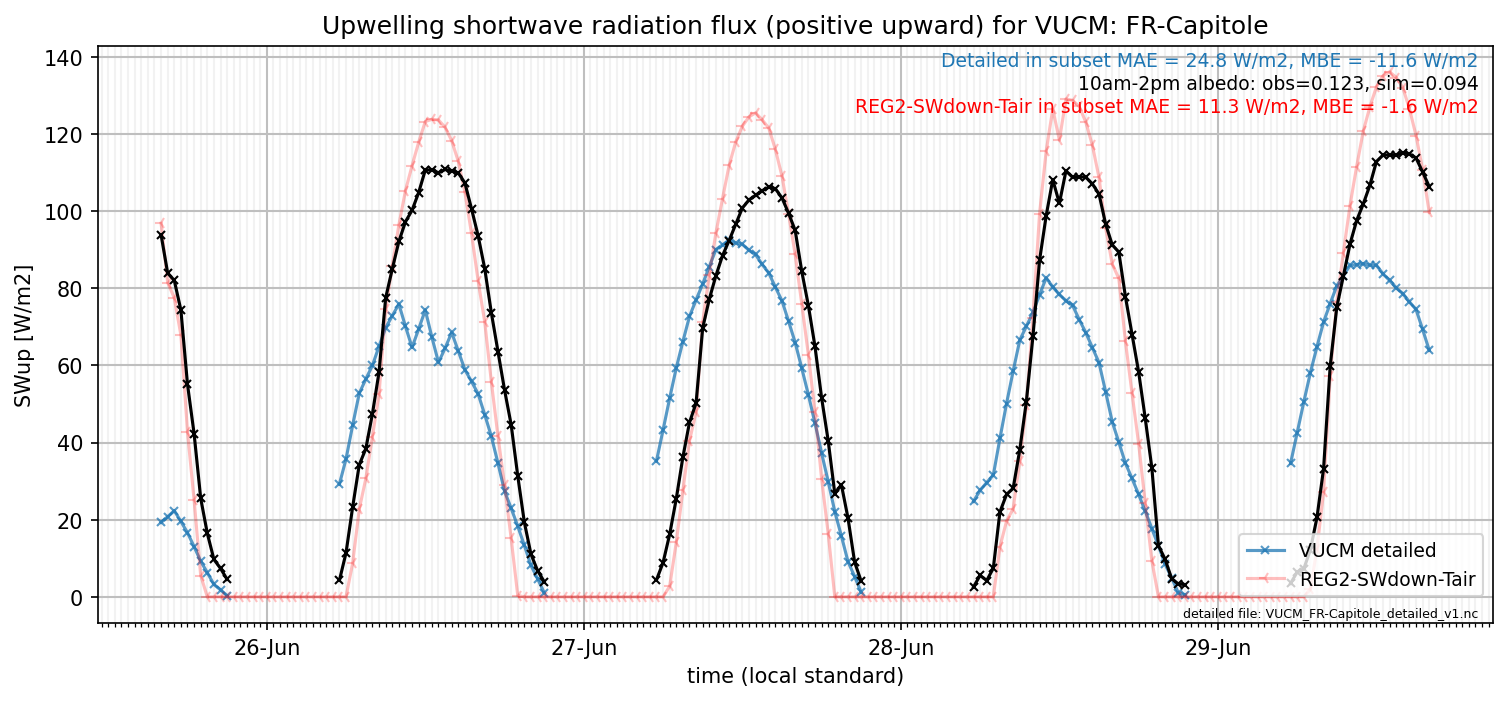 Upwelling shortwave radiation flux (positive upward) for VUCM: FR-Capitole
Detailed in subset MAE = 24.8 W/m2, MBE = -11.6 W/m2
10am-2pm albedo: obs=0.123, sim=0.094
REG2-SWdown-Tair in subset MAE = 11.3 W/m2, MBE = -1.6 W/m2
SWup [W/m2]
140
120
100
80
60
40
20
0
VUCM detailed
REG2-SWdown-Tair
detailed file: VUCM_FR-Capitole_detailed_v1.nc
26-Jun
27-Jun
28-Jun
29-Jun
time (local standard)